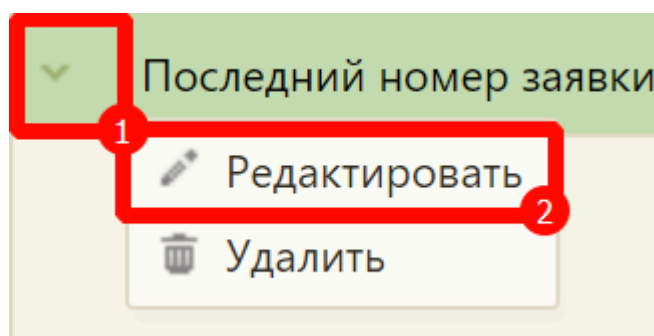 Последний номер заявки
1
Редактировать
2
Удалить